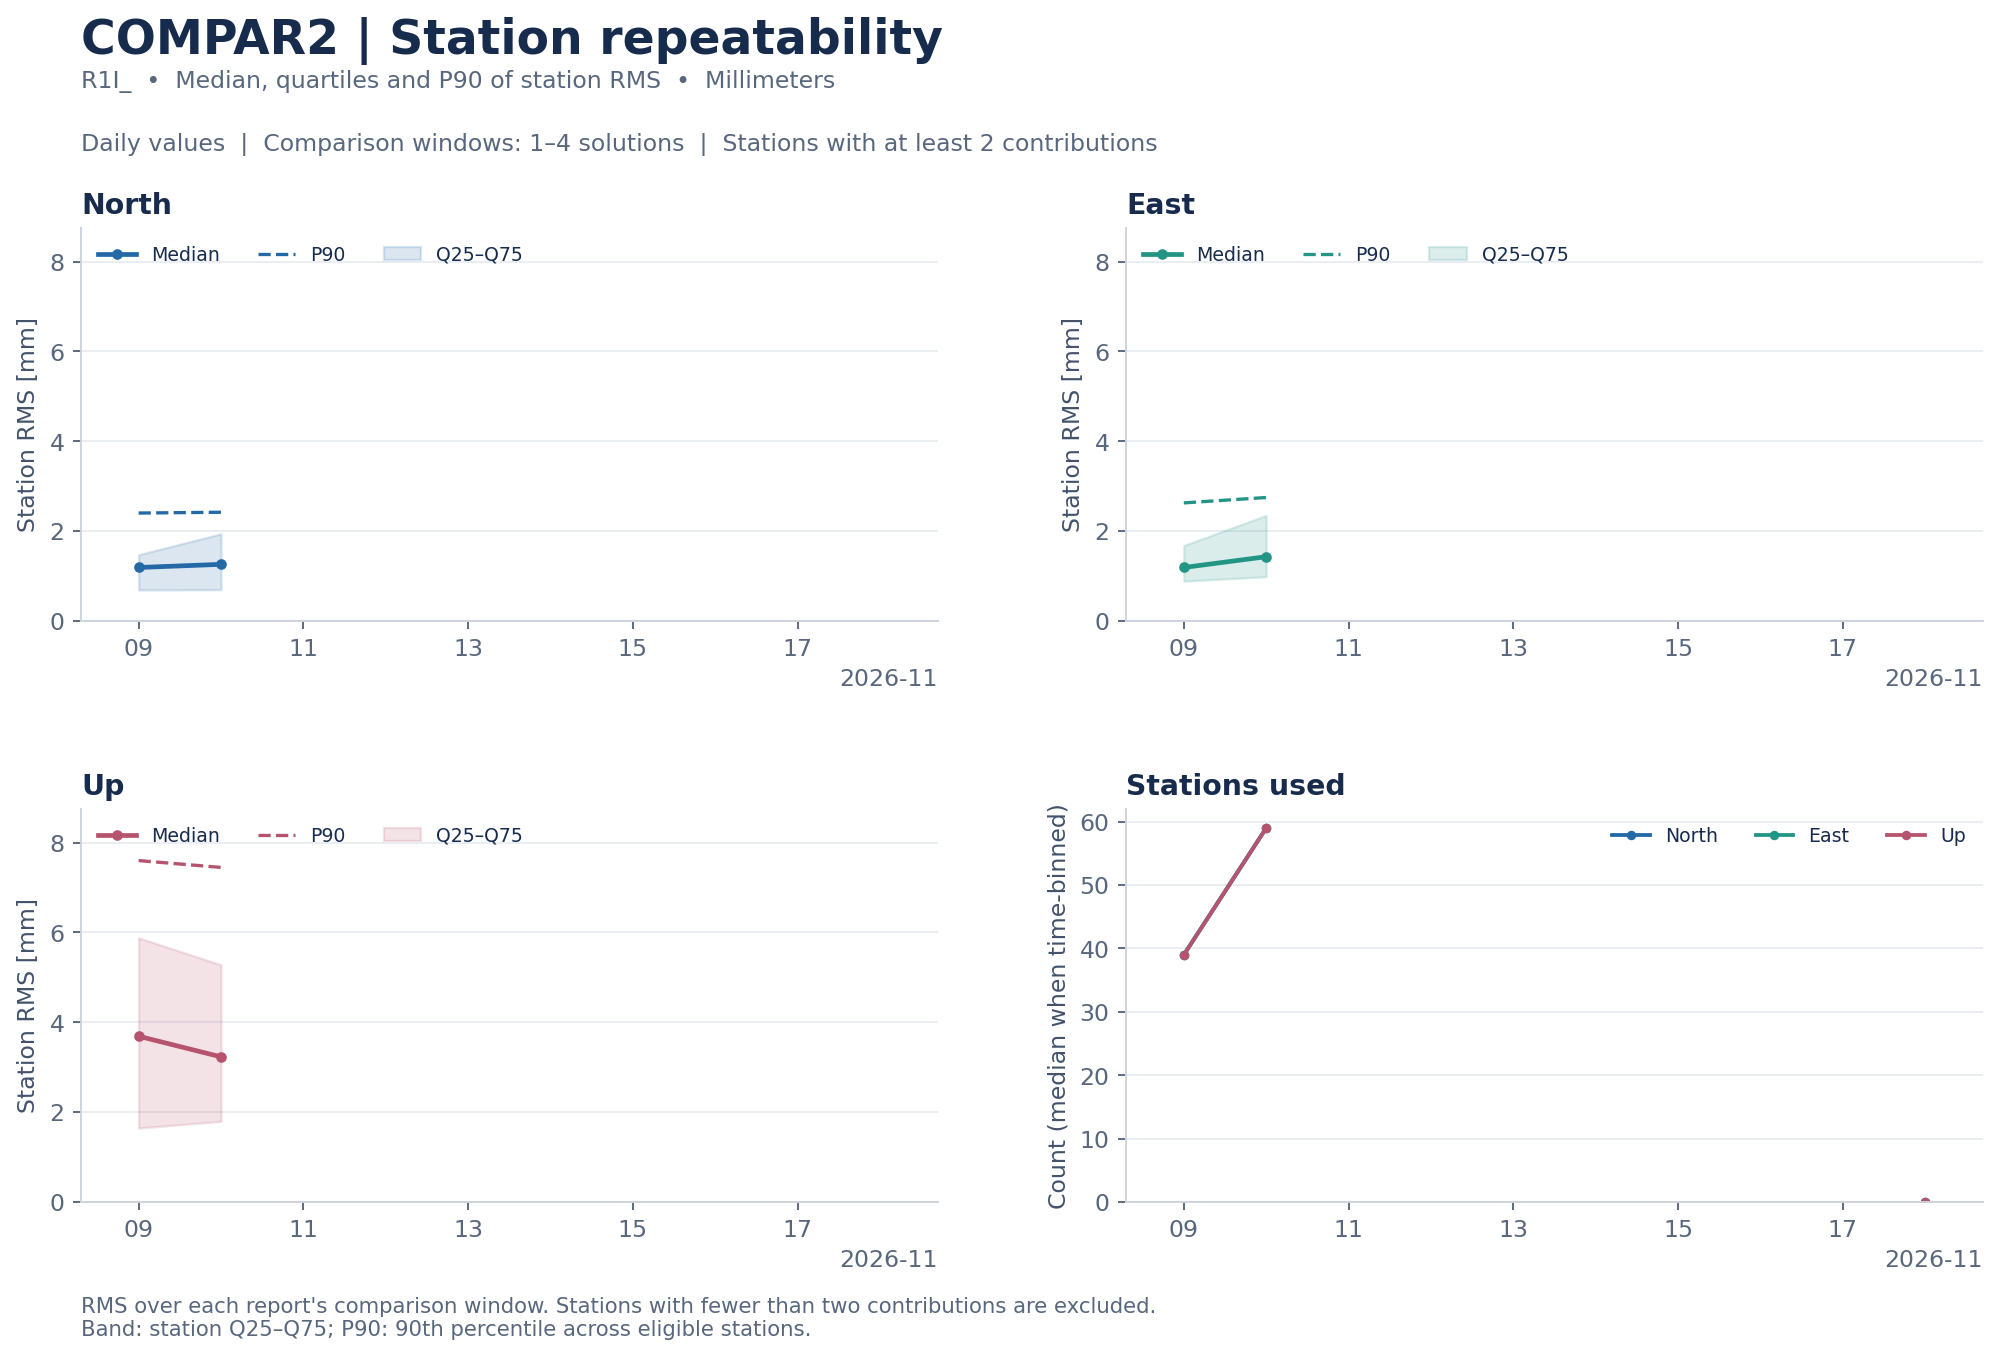 COMPAR2 | Station repeatability
R1I_ • Median, quartiles and P90 of station RMS • Millimeters
Daily values | Comparison windows: 1–4 solutions | Stations with at least 2 contributions
North
Median P90 Q25–Q75
Station RMS [mm]
8
6
4
2
0
09 11 13 15 17
2026-11
East
Median P90 Q25–Q75
Station RMS [mm]
8
6
4
2
0
09 11 13 15 17
2026-11
Up
Median P90 Q25–Q75
Station RMS [mm]
8
6
4
2
0
09 11 13 15 17
2026-11
Stations used
North East Up
Count (median when time-binned)
60
50
40
30
20
10
0
09 11 13 15 17
2026-11
RMS over each report's comparison window. Stations with fewer than two contributions are excluded.
Band: station Q25–Q75; P90: 90th percentile across eligible stations.